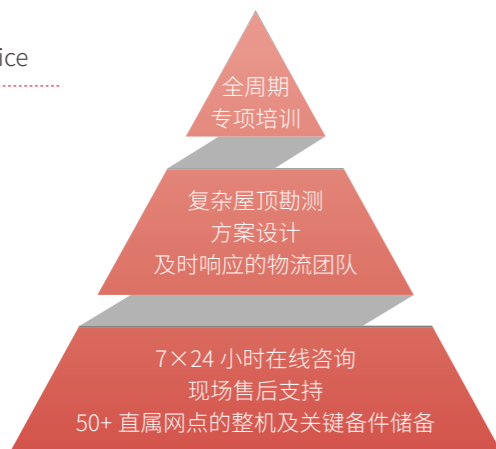 ice
全周期
专项培训
复杂屋顶勘测
方案设计
及时响应的物流团队
7×24 小时在线咨询
现场售后支持
50+ 直属网点的整机及关键备件储备